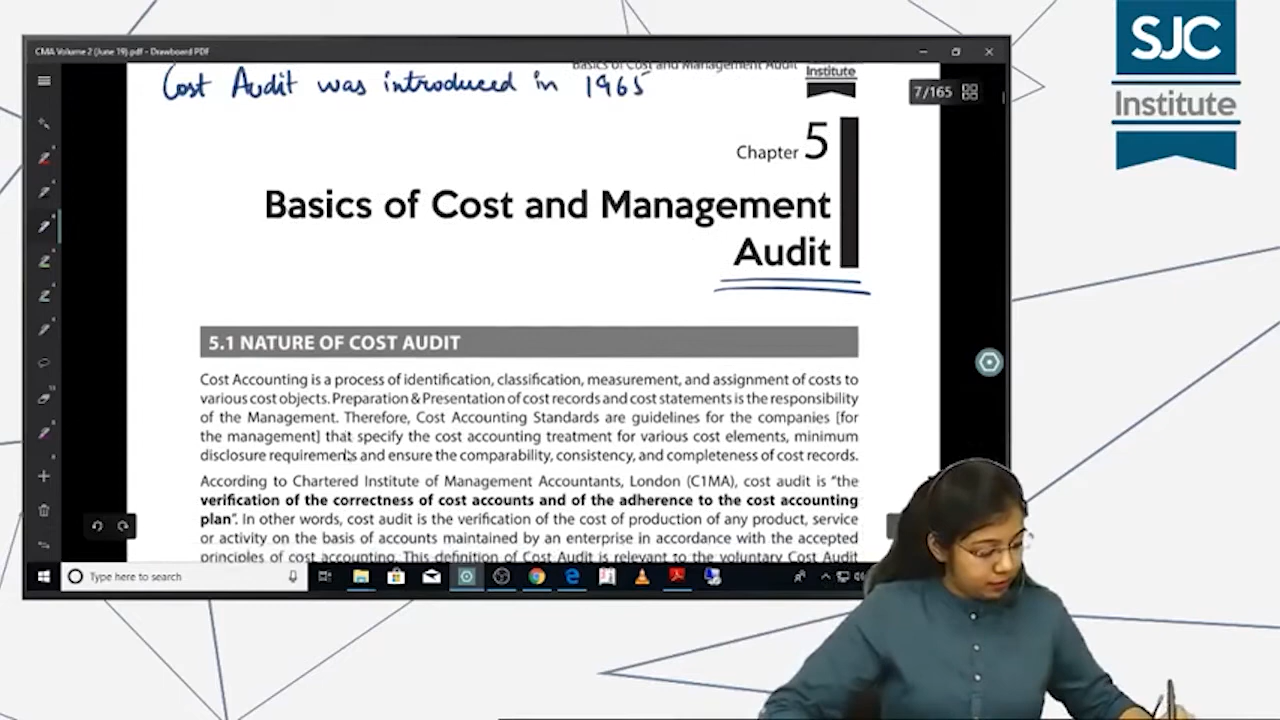 SJC
Institute
CMA Volume 2 (June 19).pdf - Drawboard PDF
Basics of Cost and Management Audit
Institute
7/165
Cost Audit was introduced in 1965
Chapter 5
Basics of Cost and Management
Audit
5.1 NATURE OF COST AUDIT
Cost Accounting is a process of identification, classification, measurement, and assignment of costs to
various cost objects. Preparation & Presentation of cost records and cost statements is the responsibility
of the Management. Therefore, Cost Accounting Standards are guidelines for the companies [for
the management] that specify the cost accounting treatment for various cost elements, minimum
disclosure requirements and ensure the comparability, consistency, and completeness of cost records.
According to Chartered Institute of Management Accountants, London (C1MA), cost audit is “the
verification of the correctness of cost accounts and of the adherence to the cost accounting
plan”. In other words, cost audit is the verification of the cost of production of any product, service
or activity on the basis of accounts maintained by an enterprise in accordance with the accepted
principles of cost accounting. This definition of Cost Audit is relevant to the voluntary Cost Audit
Type here to search